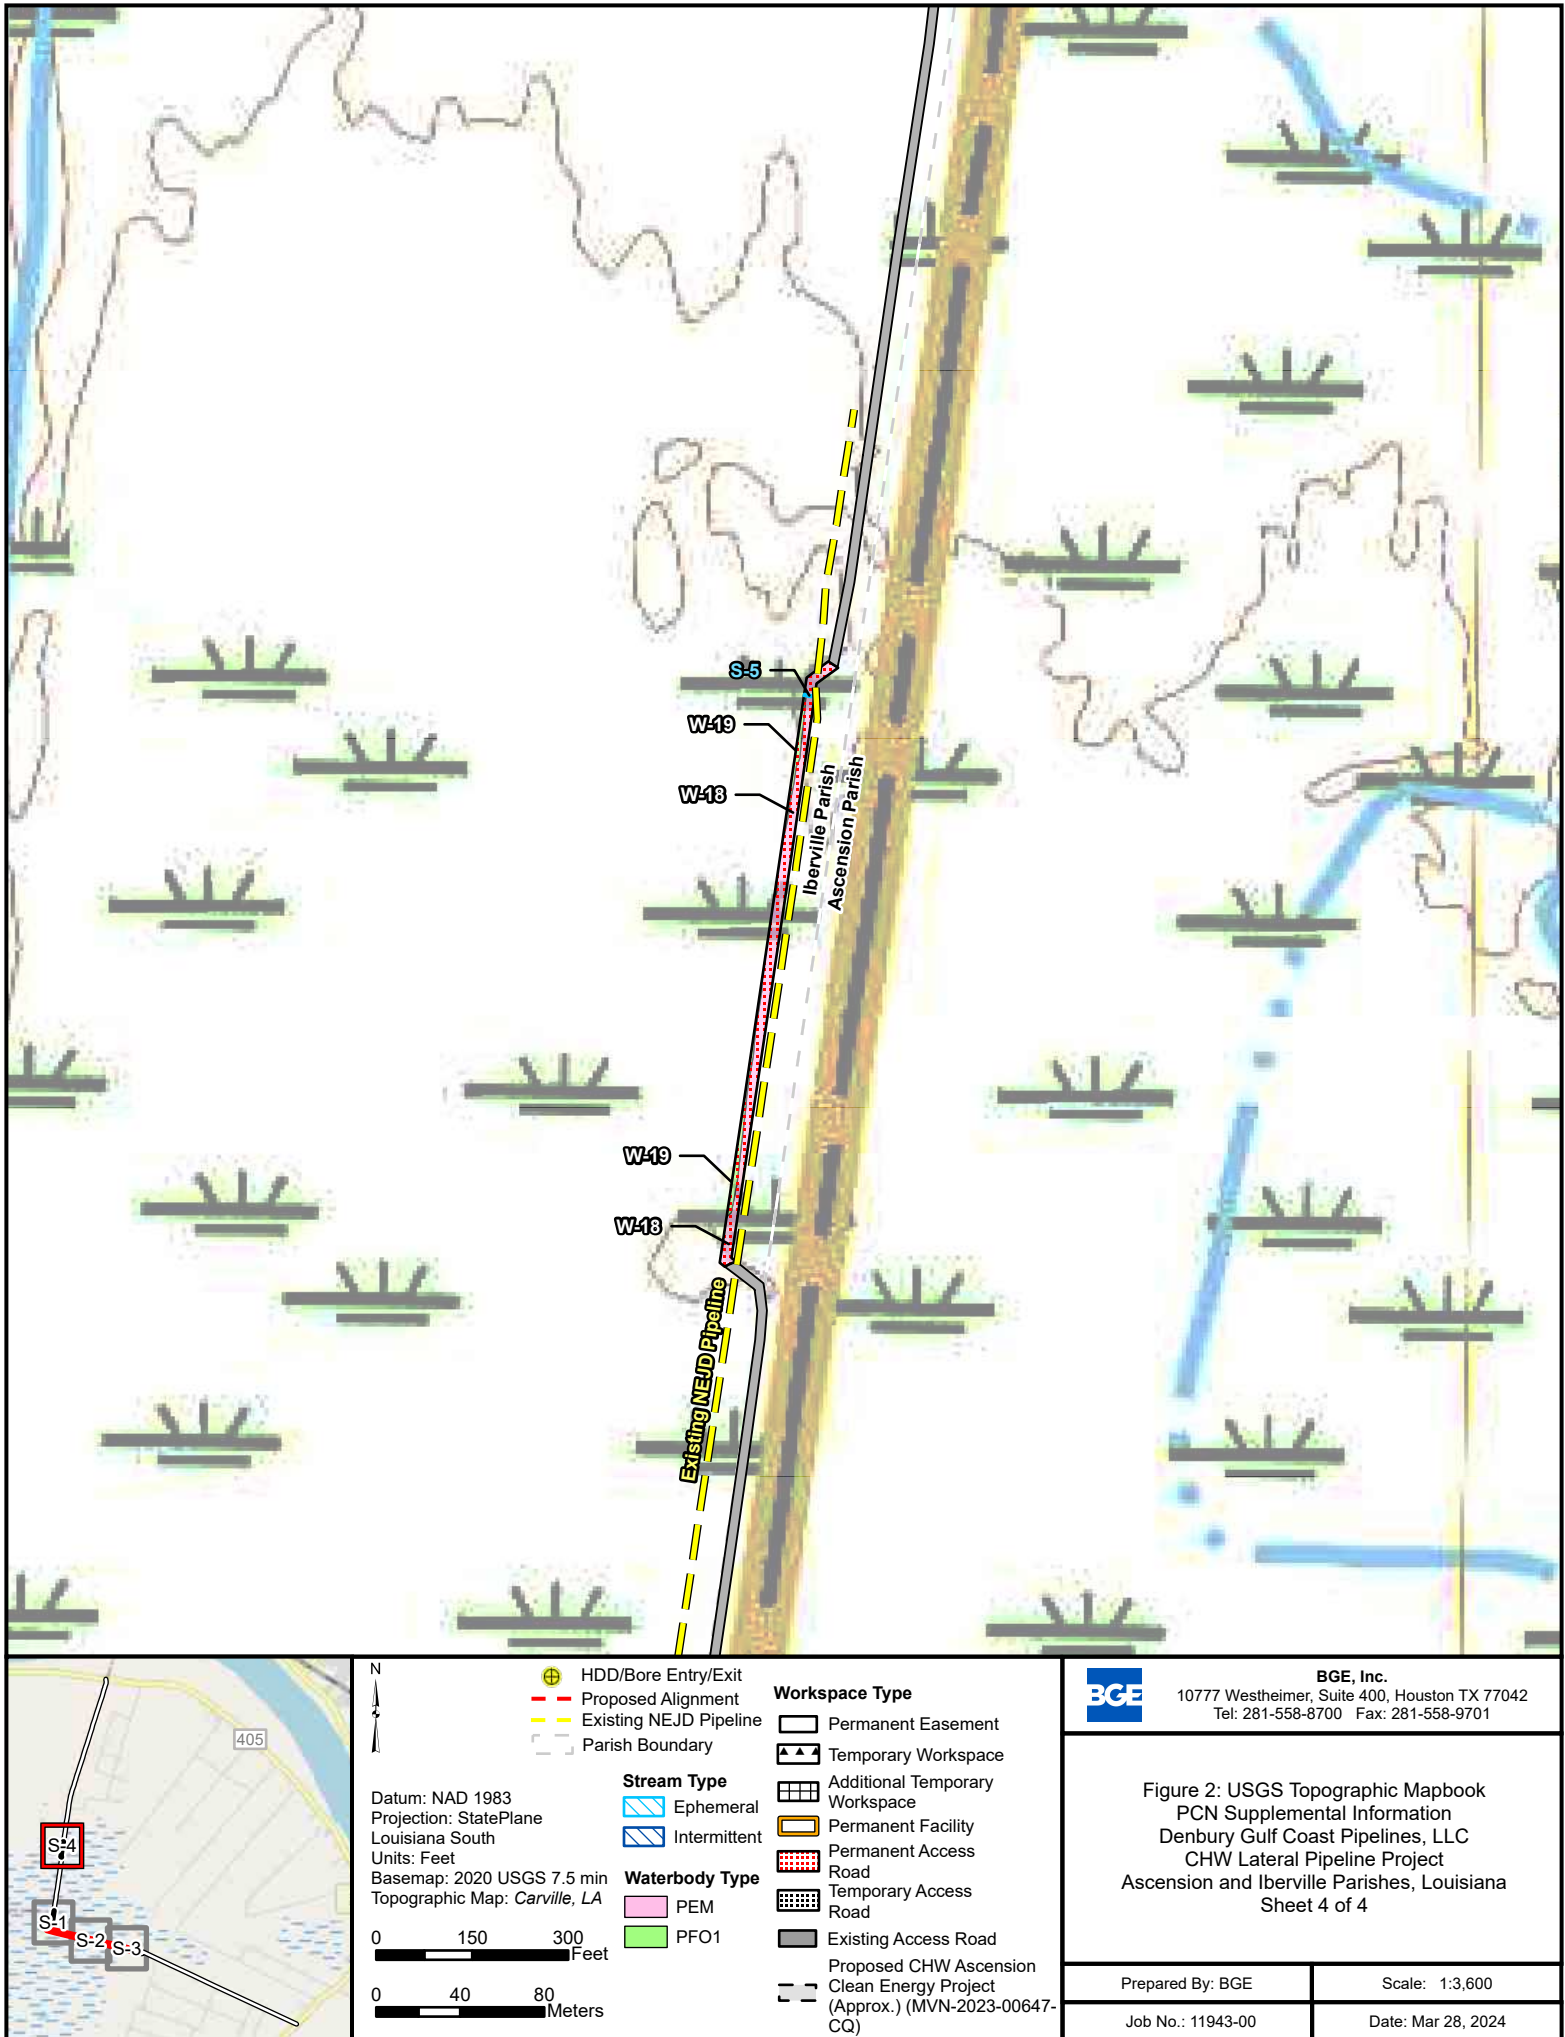 S-5
W-19
W-18
Iberville Parish
Ascension Parish
W-19
W-18
Existing NEJD Pipeline
405
S-4
S-1
S-2
S-3
N
Datum: NAD 1983
Projection: StatePlane
Louisiana South
Units: Feet
Basemap: 2020 USGS 7.5 min
Topographic Map: Carville, LA
0 150 300
Feet
0 40 80
Meters
HDD/Bore Entry/Exit
Proposed Alignment
Existing NEJD Pipeline
Parish Boundary
Stream Type
Ephemeral
Intermittent
Waterbody Type
PEM
PFO1
Workspace Type
Permanent Easement
Temporary Workspace
Additional Temporary
Workspace
Permanent Facility
Permanent Access
Road
Temporary Access
Road
Existing Access Road
Proposed CHW Ascension
Clean Energy Project
(Approx.) (MVN-2023-00647-
CQ)
BGE
BGE, Inc.
10777 Westheimer, Suite 400, Houston TX 77042
Tel: 281-558-8700 Fax: 281-558-9701
Figure 2: USGS Topographic Mapbook
PCN Supplemental Information
Denbury Gulf Coast Pipelines, LLC
CHW Lateral Pipeline Project
Ascension and Iberville Parishes, Louisiana
Sheet 4 of 4
Prepared By: BGE
Scale: 1:3,600
Job No.: 11943-00
Date: Mar 28, 2024